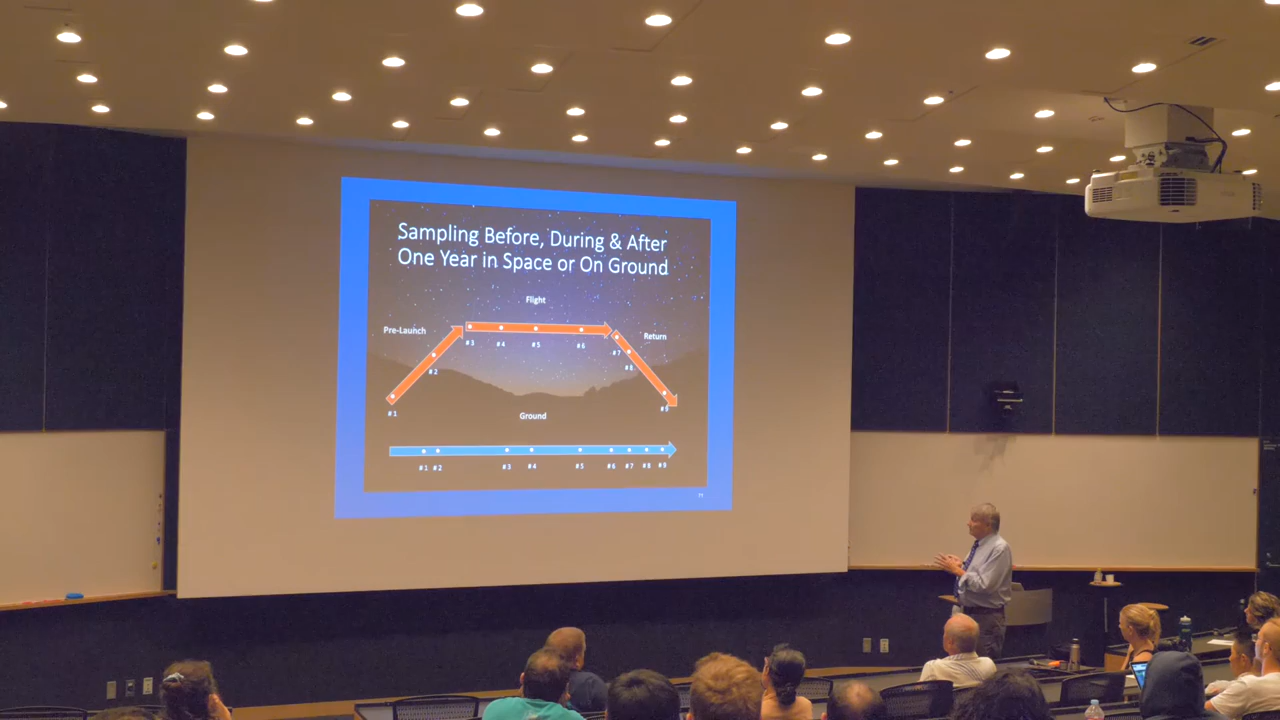 Sampling Before, During & After
One Year in Space or On Ground
Flight
Pre-Launch
Return
#3 #4 #5 #6
#7
#8
#2
#9
#1
Ground
#1 #2 #3 #4 #5 #6 #7 #8 #9